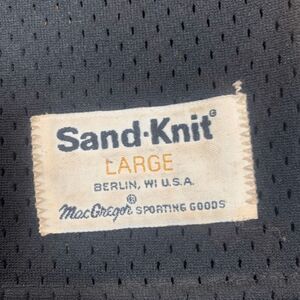 Sand·Knit®
LARGE
BERLIN, WI U.S.A.
MacGregor® SPORTING GOODS